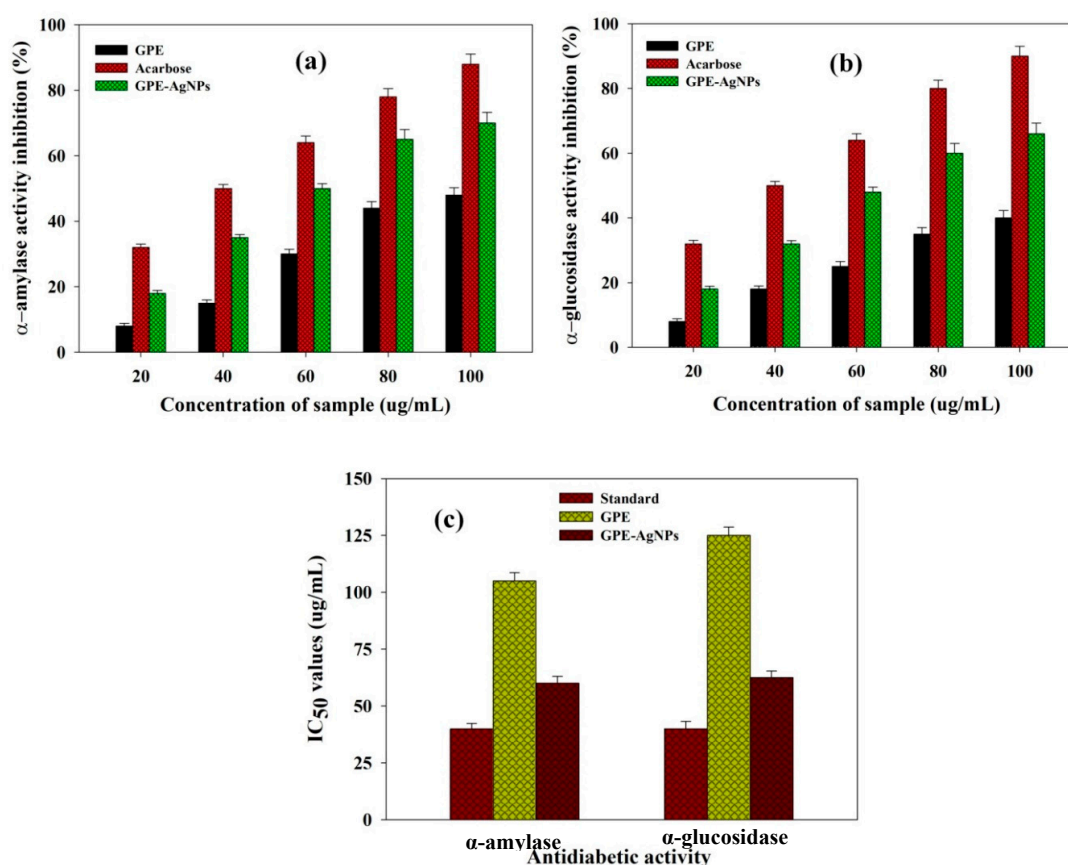 α-amylase activity inhibition (%)
100
80
60
40
20
0
(a)
GPE
Acarbose
GPE-AgNPs
20 40 60 80 100
Concentration of sample (ug/mL)
α-glucosidase activity inhibition (%)
100
80
60
40
20
0
(b)
GPE
Acarbose
GPE-AgNPs
20 40 60 80 100
Concentration of sample (ug/mL)
IC50 values (ug/mL)
150
125
100
75
50
25
0
(c)
Standard
GPE
GPE-AgNPs
α-amylase α-glucosidase
Antidiabetic activity